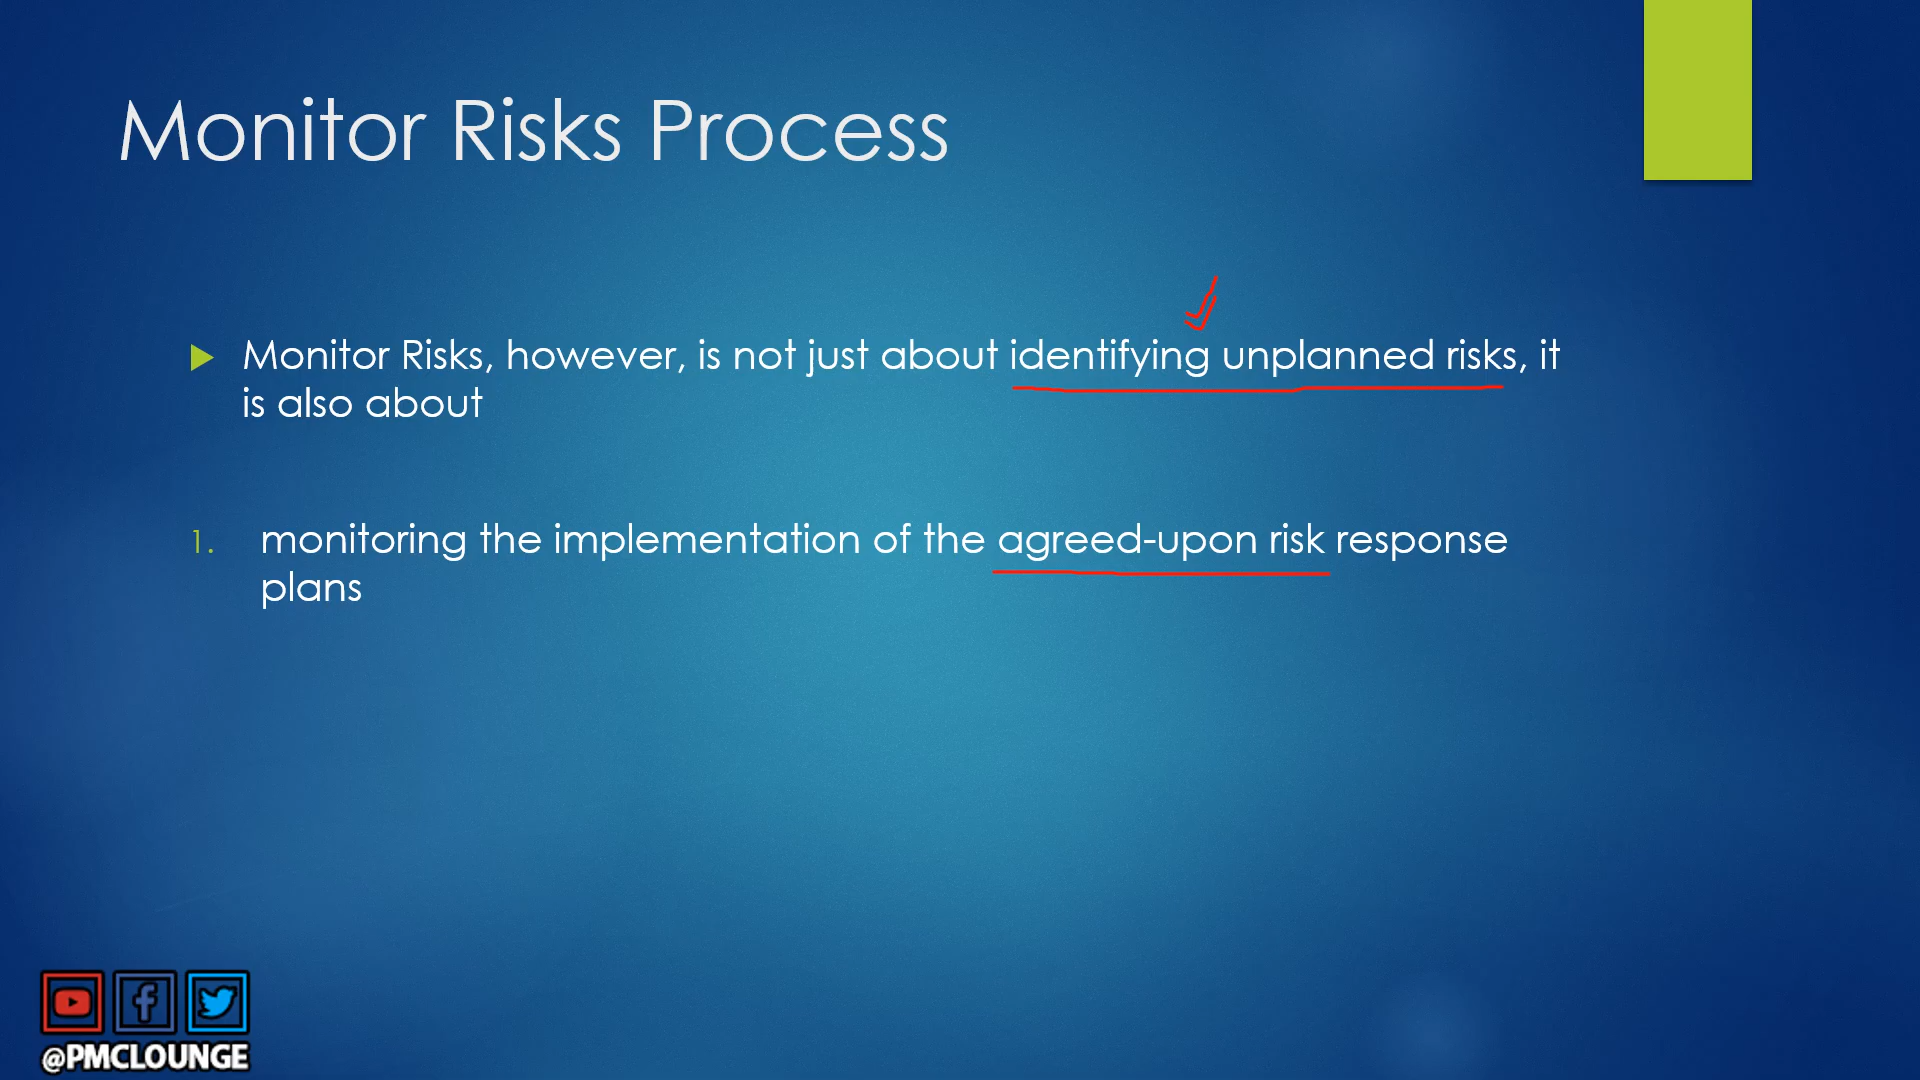 Monitor Risks Process
Monitor Risks, however, is not just about identifying unplanned risks, it
is also about
1. monitoring the implementation of the agreed-upon risk response
plans
@PMCLOUNGE